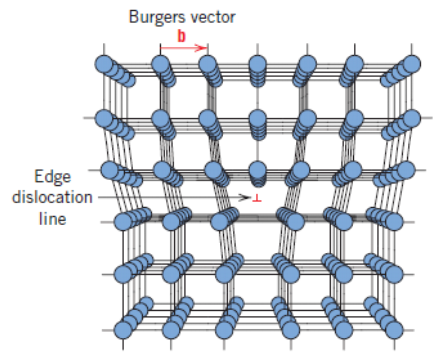 Burgers vector
b
Edge
dislocation
line
⊥